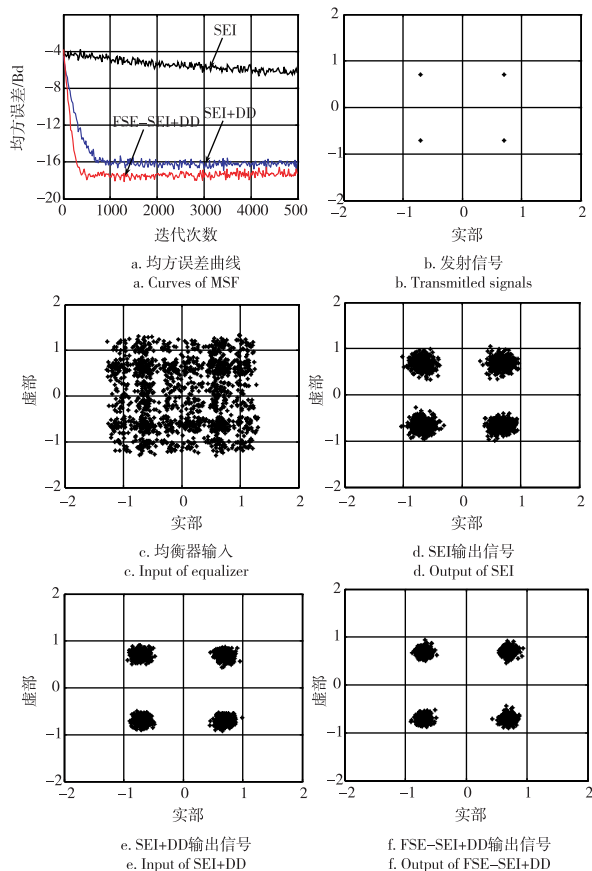 均方误差/Bd
-4
-8
-12
-16
-20
SEI
FSE-SEI+DD
SEI+DD
0 1000 2000 3000 4000 500
迭代次数
a. 均方误差曲线
a. Curves of MSF
2
1
0
-1
-2
-2 -1 0 1 2
实部
b. 发射信号
b. Transmitled signals
虚部
2
1
0
-1
-2
-2 -1 0 1 2
实部
c. 均衡器输入
c. Input of equalizer
虚部
2
1
0
-1
-2
-2 -1 0 1 2
实部
d. SEI输出信号
d. Output of SEI
虚部
2
1
0
-1
-2
-2 -1 0 1 2
实部
e. SEI+DD输出信号
e. Input of SEI+DD
虚部
2
1
0
-1
-2
-2 -1 0 1 2
实部
f. FSE-SEI+DD输出信号
f. Output of FSE-SEI+DD